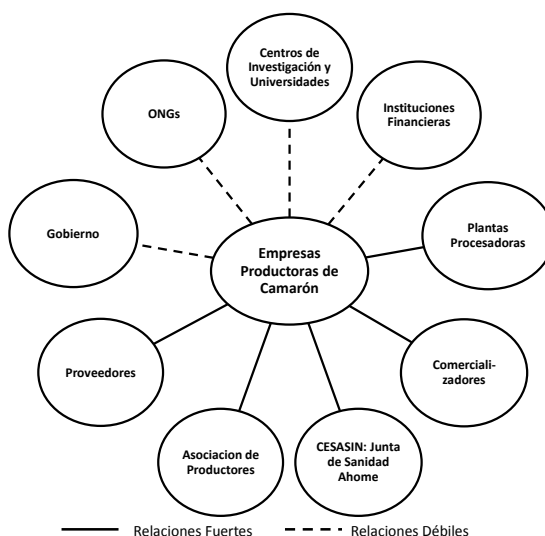 Centros de
Investigación y
Universidades
ONGs
Instituciones
Financieras
Gobierno
Empresas
Productoras de
Camarón
Plantas
Procesadoras
Proveedores
Comerciali-
zadores
Asociacion de
Productores
CESASIN: Junta
de Sanidad
Ahome
Relaciones Fuertes
Relaciones Débiles